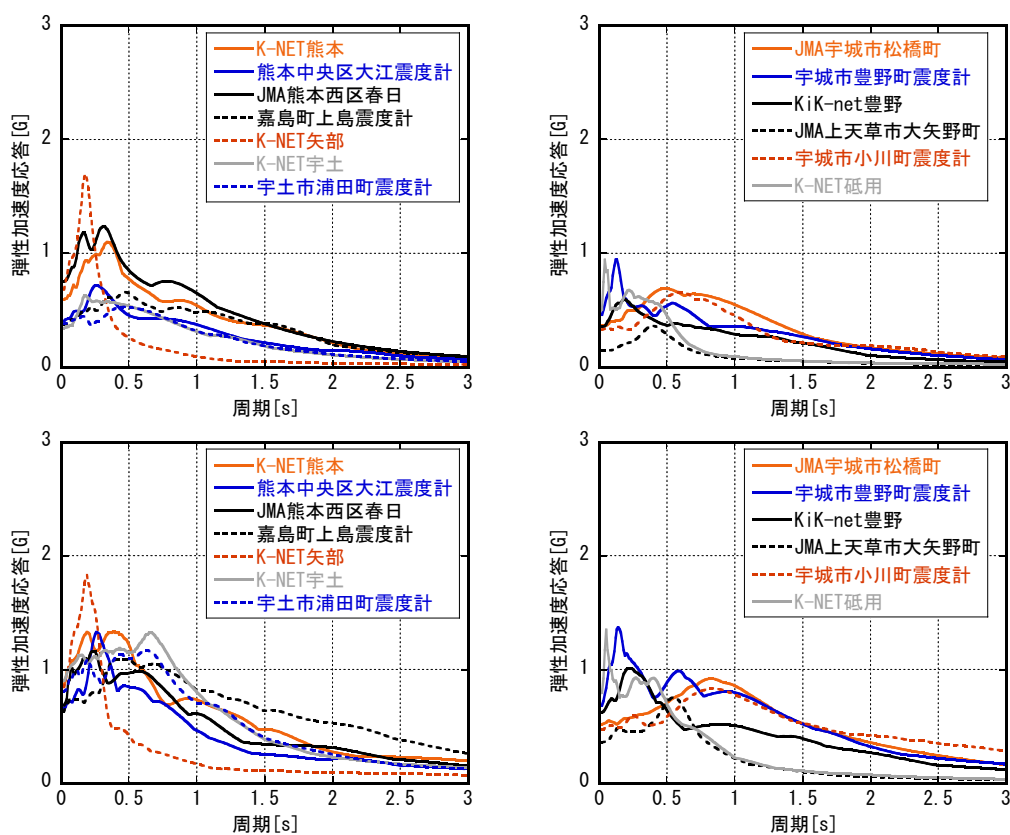 3
2
1
0
弾性加速度応答[G]
K-NET熊本
熊本中央区大江震度計
JMA熊本西区春日
嘉島町上島震度計
K-NET矢部
K-NET宇土
宇土市浦田町震度計
0 0.5 1 1.5 2 2.5 3
周期[s]
3
2
1
0
弾性加速度応答[G]
JMA宇城市松橋町
宇城市豊野町震度計
KiK-net豊野
JMA上天草市大矢野町
宇城市小川町震度計
K-NET砥用
0 0.5 1 1.5 2 2.5 3
周期[s]
3
2
1
0
弾性加速度応答[G]
K-NET熊本
熊本中央区大江震度計
JMA熊本西区春日
嘉島町上島震度計
K-NET矢部
K-NET宇土
宇土市浦田町震度計
0 0.5 1 1.5 2 2.5 3
周期[s]
3
2
1
0
弾性加速度応答[G]
JMA宇城市松橋町
宇城市豊野町震度計
KiK-net豊野
JMA上天草市大矢野町
宇城市小川町震度計
K-NET砥用
0 0.5 1 1.5 2 2.5 3
周期[s]